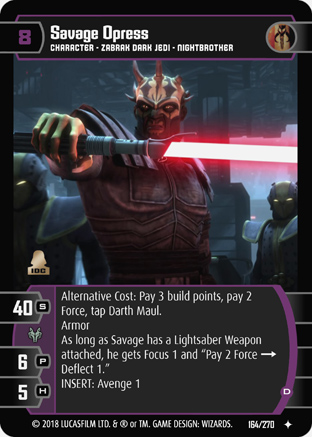 8
Savage Opress
CHARACTER - ZABRAK DARK JEDI - NIGHTBROTHER
IDC
40 S
Alternative Cost: Pay 3 build points, pay 2
Force, tap Darth Maul.
Armor
As long as Savage has a Lightsaber Weapon
attached, he gets Focus 1 and “Pay 2 Force →
Deflect 1.”
INSERT: Avenge 1
6 P
5 H
D
© 2018 LUCASFILM LTD. & ® or TM. GAME DESIGN: WIZARDS.
164/270